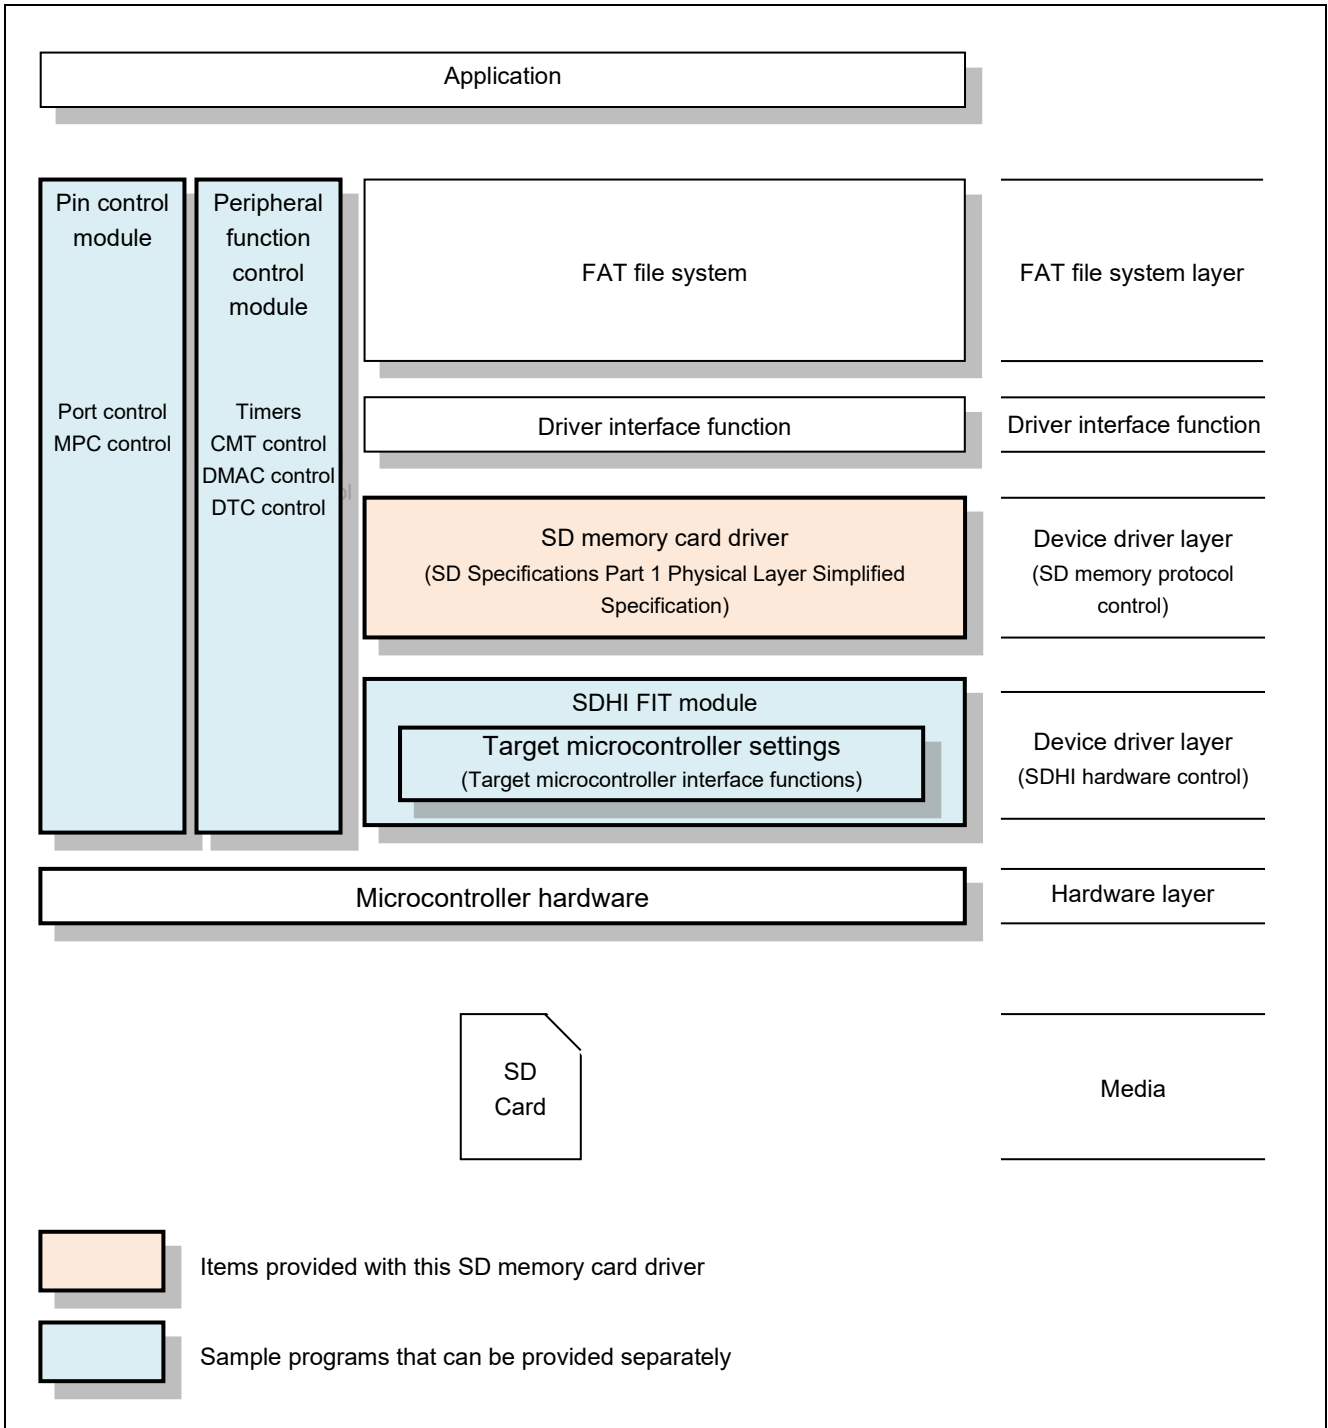 Application
Pin control
module
Port control
MPC control
Peripheral
function
control
module
Timers
CMT control
DMAC control
DTC control
FAT file system
FAT file system layer
Driver interface function
Driver interface function
SD memory card driver
(SD Specifications Part 1 Physical Layer Simplified
Specification)
Device driver layer
(SD memory protocol
control)
SDHI FIT module
Target microcontroller settings
(Target microcontroller interface functions)
Device driver layer
(SDHI hardware control)
Microcontroller hardware
Hardware layer
SD
Card
Media
Items provided with this SD memory card driver
Sample programs that can be provided separately